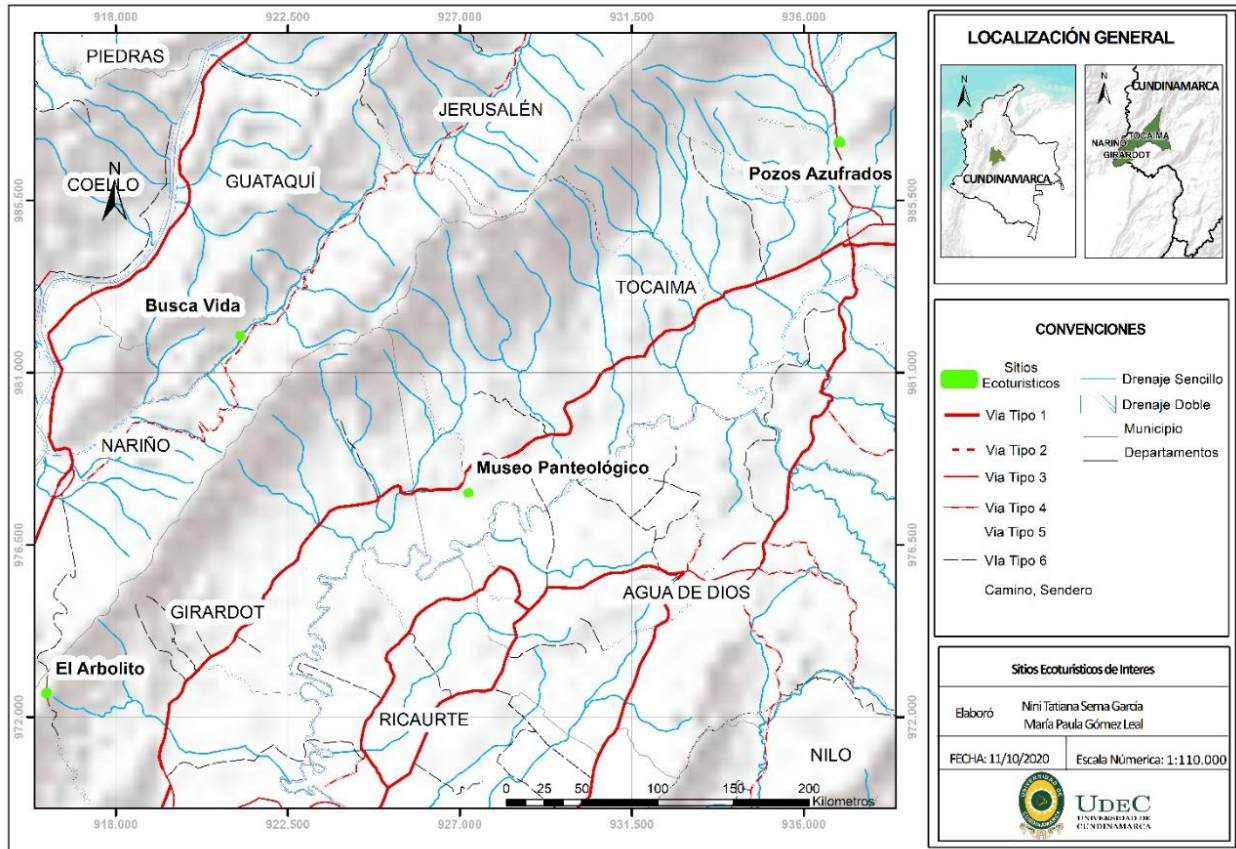 918.000
922.500
927.000
931.500
936.000
PIEDRAS
JERUSALÉN
Pozos Azufrados
N
COELLO
GUATAQUÍ
985.500
985.500
TOCAIMA
Busca Vida
981.000
981.000
NARIÑO
Museo Panteológico
976.500
976.500
AGUA DE DIOS
GIRARDOT
El Arbolito
RICAURTE
972.000
972.000
NILO
0 25 50 100 150 200
Kilometros
918.000
922.500
927.000
931.500
936.000
LOCALIZACIÓN GENERAL
N
CUNDINAMARCA
N
CUNDINAMARCA
TOCAIMA
NARIÑO
GIRARDOT
CONVENCIONES
Sitios
Ecoturisticos
Via Tipo 1
Via Tipo 2
Via Tipo 3
Via Tipo 4
Via Tipo 5
VIa Tipo 6
Camino, Sendero
Drenaje Sencillo
Drenaje Doble
Municipio
Departamentos
Sitios Ecoturisticos de Interes
Elaboró
Nini Tatiana Serna García
María Paula Gómez Leal
FECHA: 11/10/2020
Escala Númerica: 1:110.000
UDEC
UNIVERSIDAD DE
CUNDINAMARCA